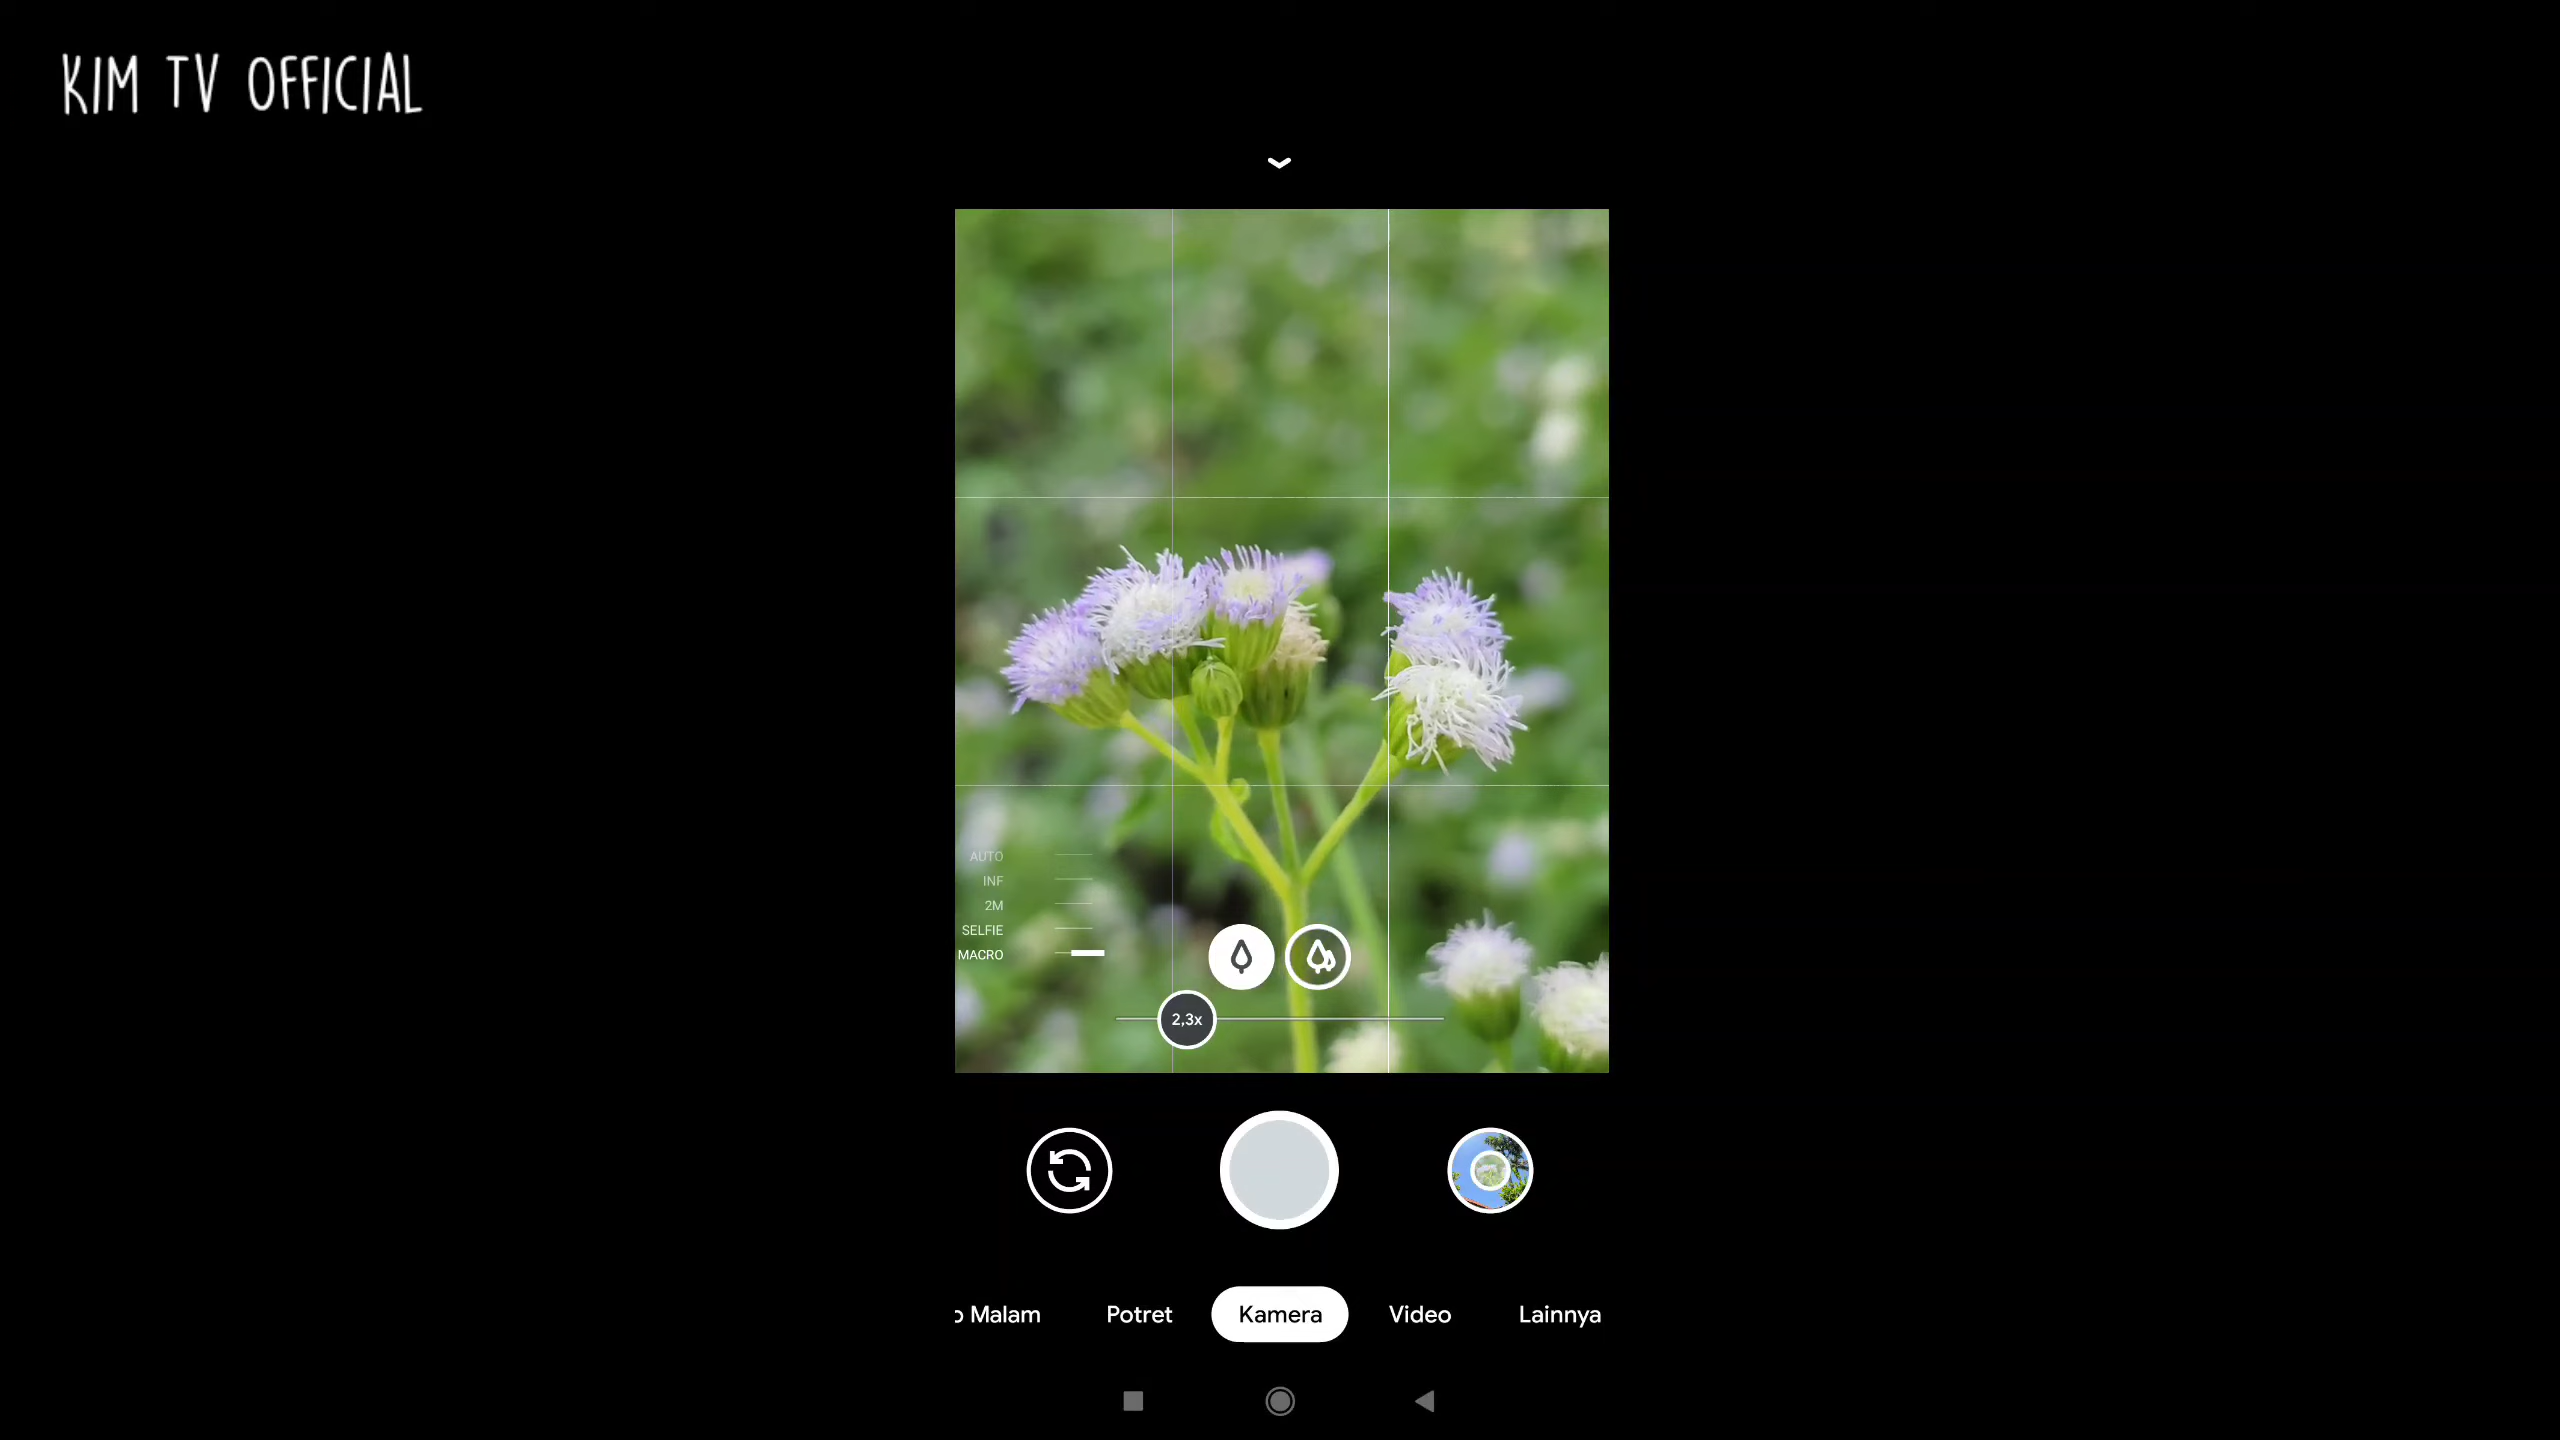 KIM TV OFFICIAL
AUTO
INF
2M
SELFIE
MACRO
2,3x
o Malam
Potret
Kamera
Video
Lainnya